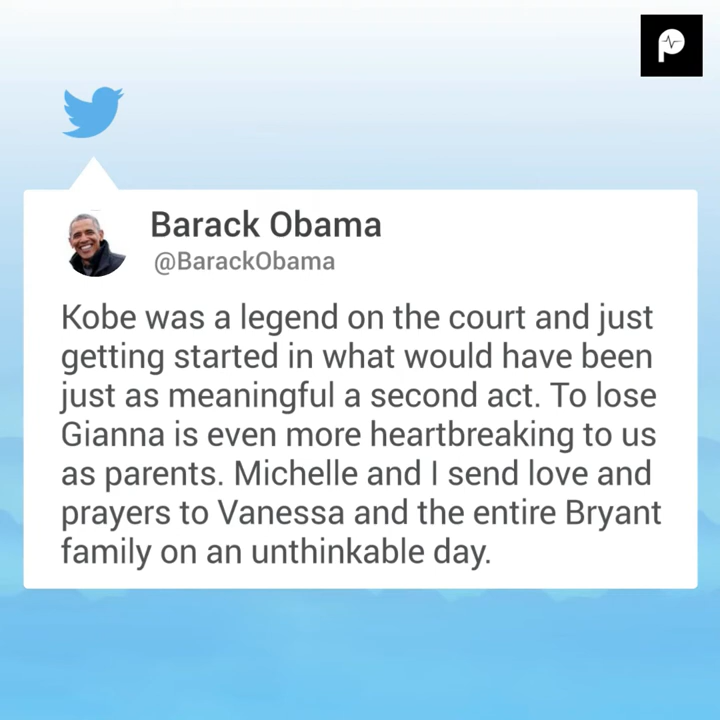 Barack Obama
@BarackObama
Kobe was a legend on the court and just
getting started in what would have been
just as meaningful a second act. To lose
Gianna is even more heartbreaking to us
as parents. Michelle and I send love and
prayers to Vanessa and the entire Bryant
family on an unthinkable day.